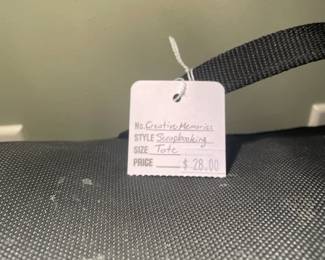 No. Creative Memories
STYLE Scrapbooking
SIZE Tote
PRICE $ 28.00